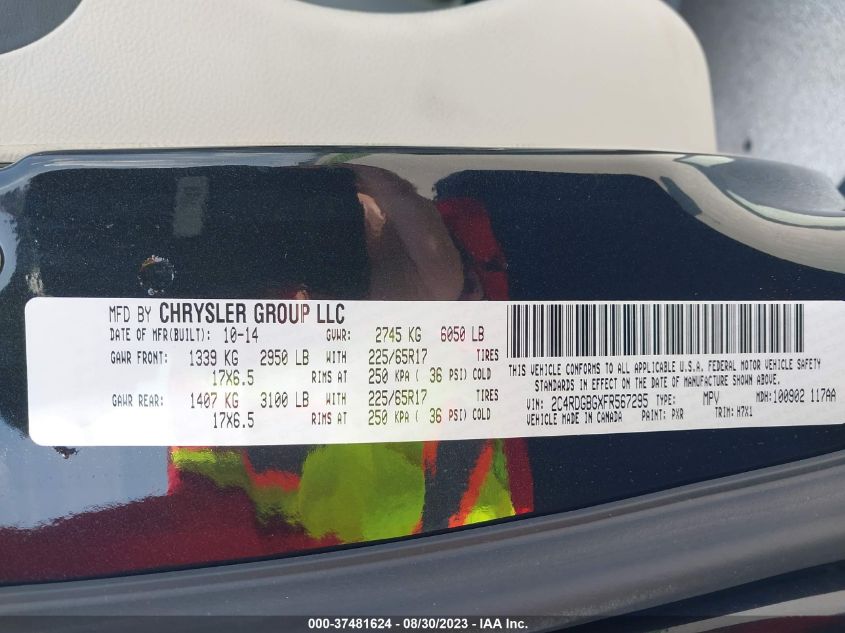 MFD BY CHRYSLER GROUP LLC
DATE OF MFR(BUILT): 10-14 GVWR: 2745 KG 6050 LB
GAWR FRONT: 1339 KG 2950 LB WITH 225/65R17 TIRES
17X6.5 RIMS AT 250 KPA ( 36 PSI) COLD
GAWR REAR: 1407 KG 3100 LB WITH 225/65R17 TIRES
17X6.5 RIMS AT 250 KPA ( 36 PSI) COLD
THIS VEHICLE CONFORMS TO ALL APPLICABLE U.S.A. FEDERAL MOTOR VEHICLE SAFETY
STANDARDS IN EFFECT ON THE DATE OF MANUFACTURE SHOWN ABOVE.
VIN: 2C4RDGBGXFR567295 TYPE: MPV MDH: 100902 117AA
VEHICLE MADE IN CANADA PAINT: PXR TRIM: H7X1
000-37481624 - 08/30/2023 - IAA Inc.